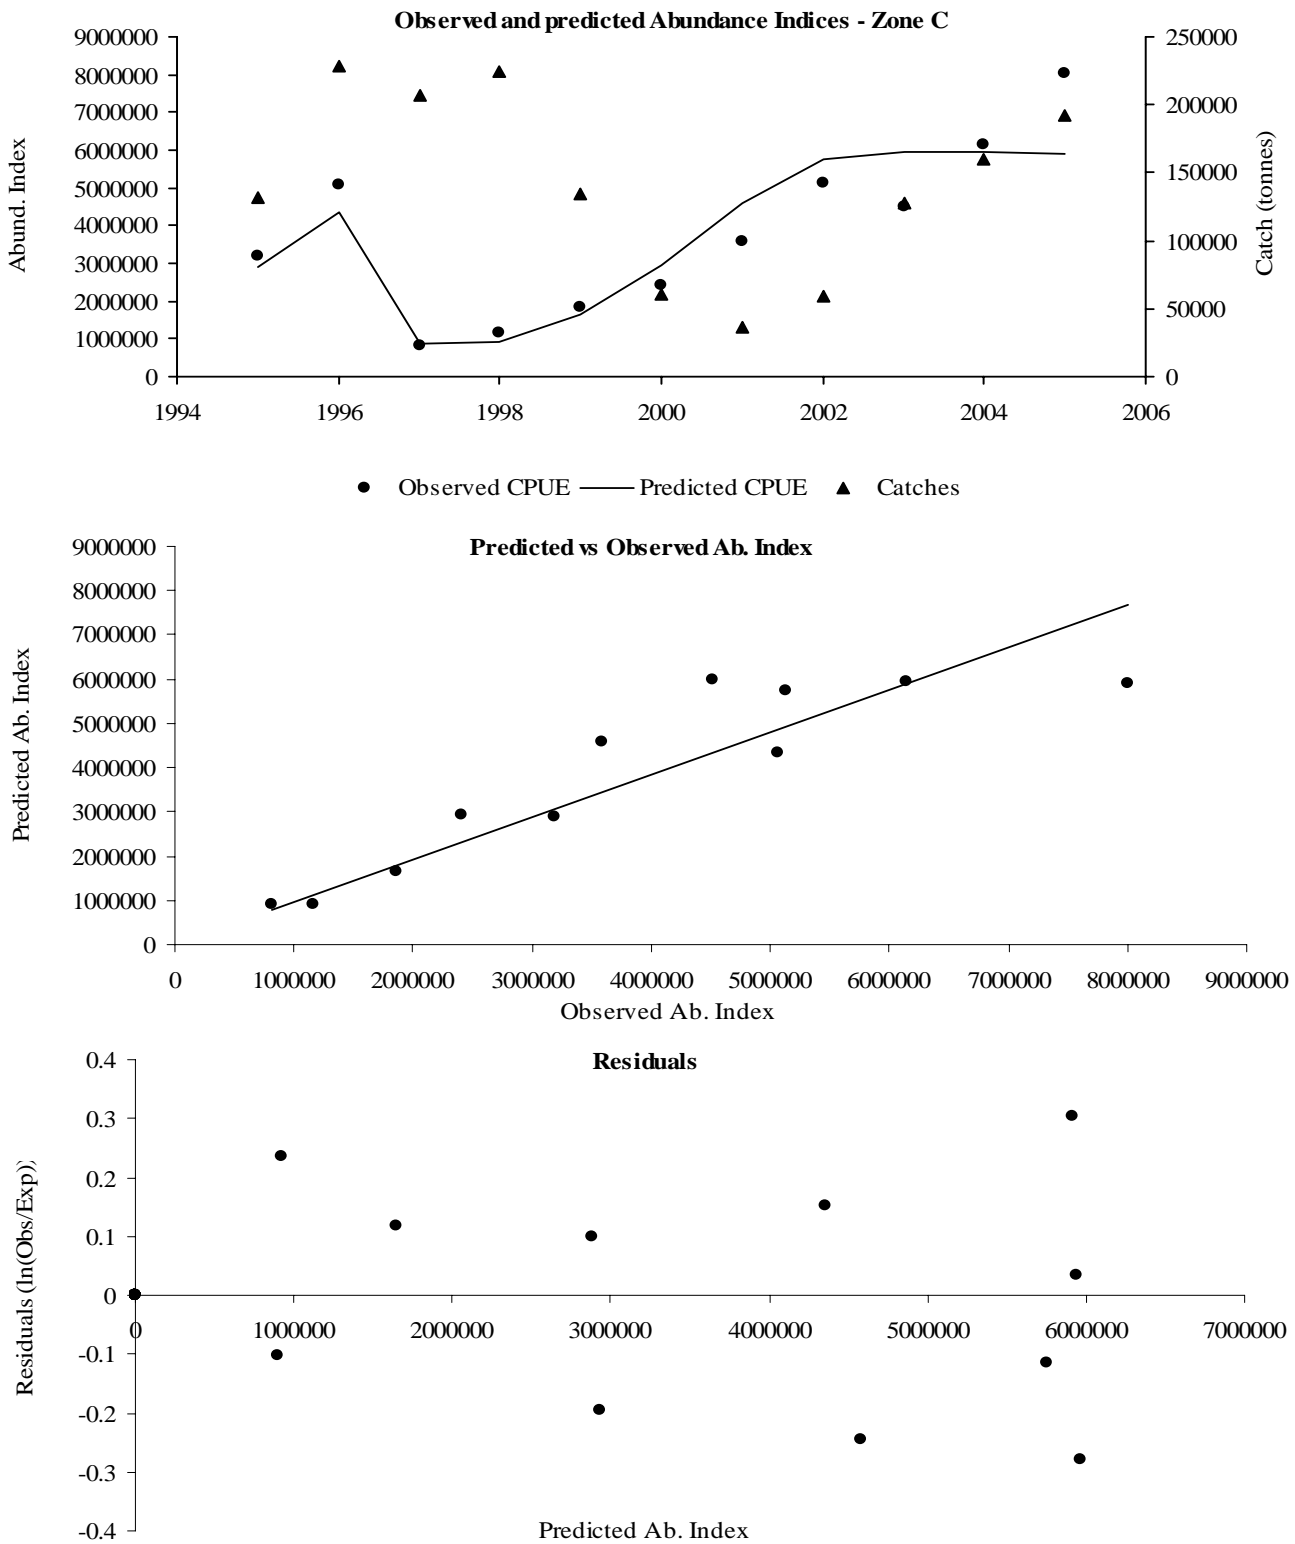 Observed and predicted Abundance Indices - Zone C
9000000
8000000
7000000
6000000
5000000
4000000
3000000
2000000
1000000
0
Abund. Index
250000
200000
150000
100000
50000
0
Catch (tonnes)
1994 1996 1998 2000 2002 2004 2006
Observed CPUE Predicted CPUE Catches
Predicted vs Observed Ab. Index
9000000
8000000
7000000
6000000
5000000
4000000
3000000
2000000
1000000
0
Predicted Ab. Index
0 1000000 2000000 3000000 4000000 5000000 6000000 7000000 8000000 9000000
Observed Ab. Index
Residuals
0.4
0.3
0.2
0.1
0
-0.1
-0.2
-0.3
-0.4
Residuals (ln(Obs/Exp))
0 1000000 2000000 3000000 4000000 5000000 6000000 7000000
Predicted Ab. Index